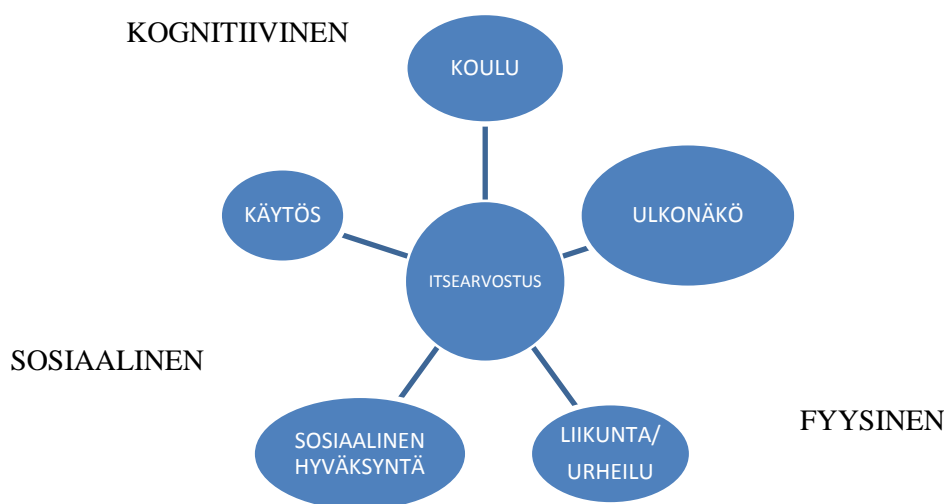 KOGNITIIVINEN
KOULU
KÄYTÖS
ULKONÄKÖ
ITSEARVOSTUS
SOSIAALINEN
SOSIAALINEN
HYVÄKSYNTÄ
LIIKUNTA/
URHEILU
FYYSINEN